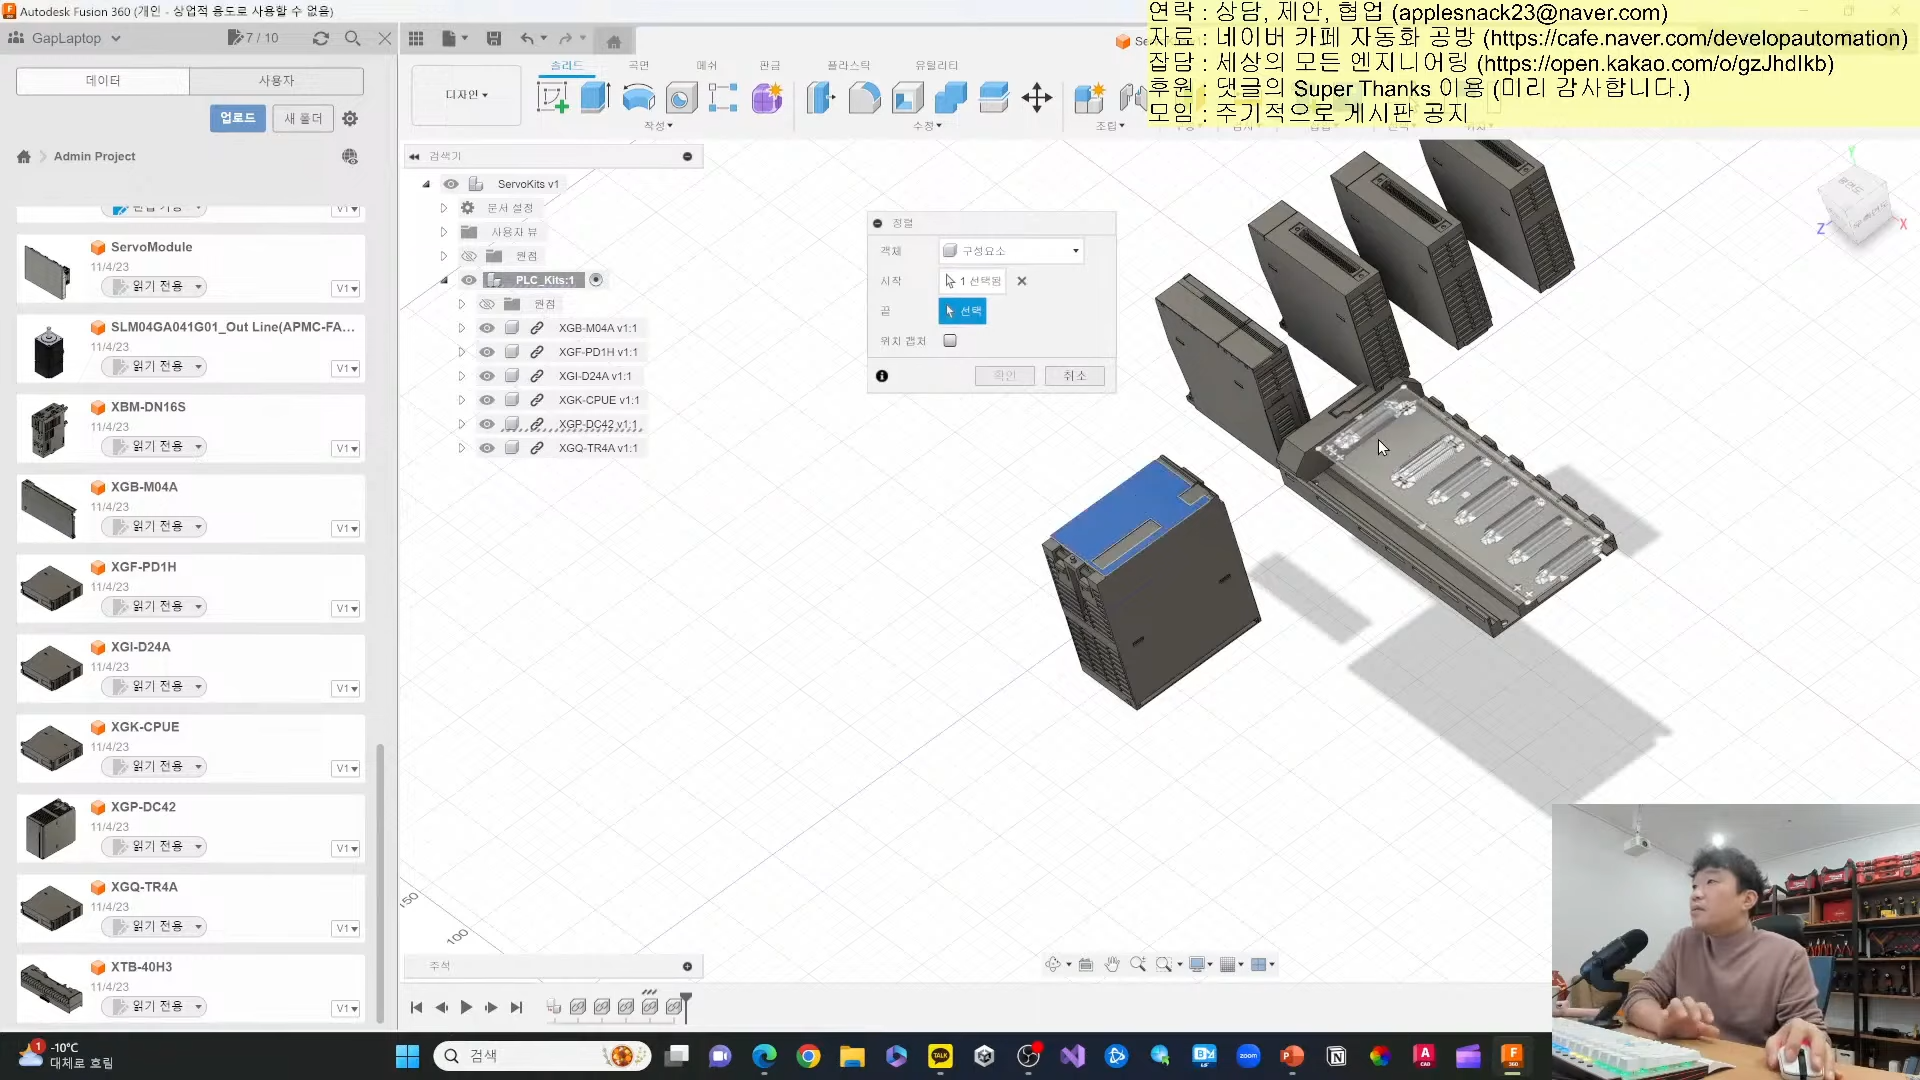 Autodesk Fusion 360 (개인 - 상업적 용도로 사용할 수 없음)
연락 : 상담, 제안, 협업 (applesnack23@naver.com)
자료 : 네이버 카페 자동화 공방 (https://cafe.naver.com/developautomation)
잡담 : 세상의 모든 엔지니어링 (https://open.kakao.com/o/gzJhdIkb)
후원 : 댓글의 Super Thanks 이용 (미리 감사합니다.)
모임 : 주기적으로 게시판 공지
GapLaptop
7 / 10
데이터
사용자
업로드
새 폴더
Admin Project
솔리드
곡면
메쉬
판금
플라스틱
유틸리티
디자인
작성
수정
조립
검색기
ServoKits v1
문서 설정
사용자 뷰
원점
PLC_Kits:1
원점
XGB-M04A v1:1
XGF-PD1H v1:1
XGI-D24A v1:1
XGK-CPUE v1:1
XGP-DC42 v1:1
XGQ-TR4A v1:1
정렬
객체
구성요소
시작
1 선택됨
끝
선택
위치 캡처
확인
취소
V1
ServoModule
11/4/23
읽기 전용
V1
SLM04GA041G01_Out Line(APMC-FA...
11/4/23
읽기 전용
V1
XBM-DN16S
11/4/23
읽기 전용
V1
XGB-M04A
11/4/23
읽기 전용
V1
XGF-PD1H
11/4/23
읽기 전용
V1
XGI-D24A
11/4/23
읽기 전용
V1
XGK-CPUE
11/4/23
읽기 전용
V1
XGP-DC42
11/4/23
읽기 전용
V1
XGQ-TR4A
11/4/23
읽기 전용
V1
XTB-40H3
11/4/23
읽기 전용
V1
Y
Z
X
50
100
주석
1
-10°C
대체로 흐림
검색
TALK
zoom